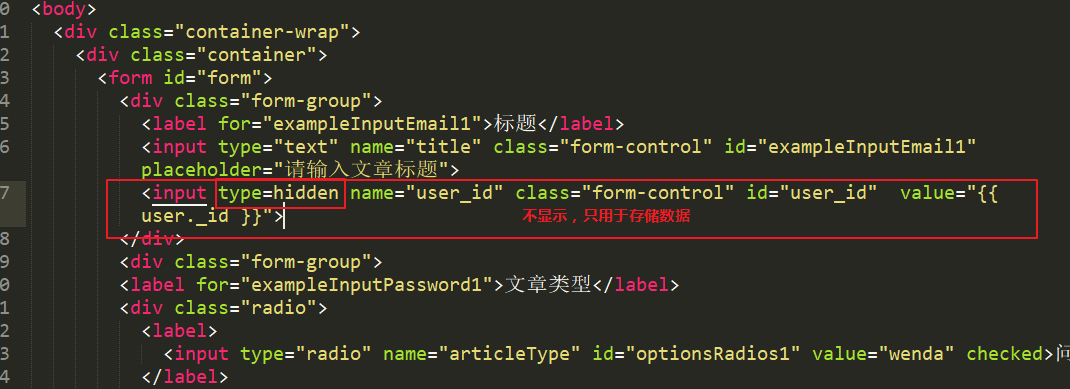 0 <body>
1 <div class="container-wrap">
2 <div class="container">
3 <form id="form">
4 <div class="form-group">
5 <label for="exampleInputEmail1">标题</label>
6 <input type="text" name="title" class="form-control" id="exampleInputEmail1"
placeholder="请输入文章标题">
7 <input type=hidden name="user_id" class="form-control" id="user_id"  value="{{
user._id }}">
不显示，只用于存储数据
8 </div>
9 <div class="form-group">
0 <label for="exampleInputPassword1">文章类型</label>
1 <div class="radio">
2 <label>
3 <input type="radio" name="articleType" id="optionsRadios1" value="wenda" checked>问
4 </label>